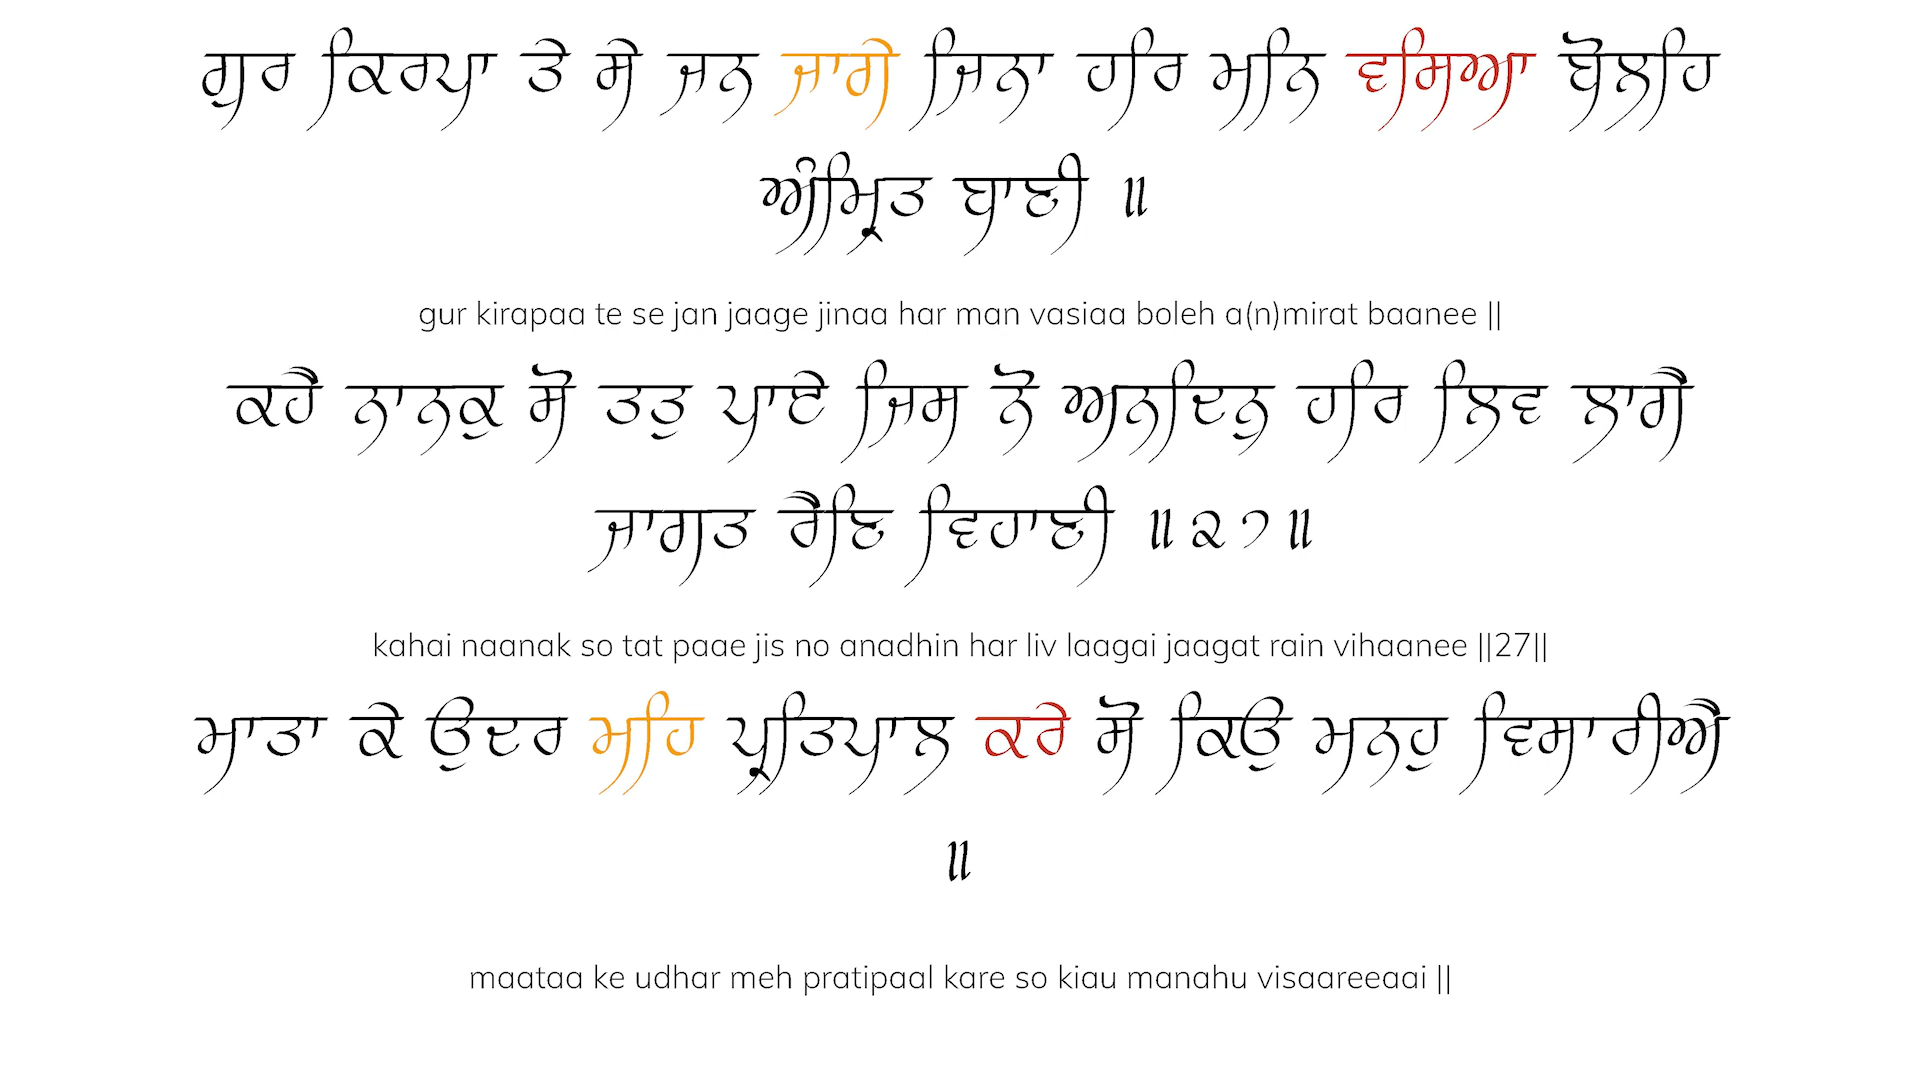 ਗੁਰ ਕਿਰਪਾ ਤੇ ਸੇ ਜਨ ਜਾਗੇ ਜਿਨਾ ਹਰਿ ਮਨਿ ਵਸਿਆ ਬੋਲਹਿ
ਅੰਮ੍ਰਿਤ ਬਾਣੀ ॥
gur kirapaa te se jan jaage jinaa har man vasiaa boleh a(n)mirat baanee ||
ਕਹੈ ਨਾਨਕੁ ਸੋ ਤਤੁ ਪਾਏ ਜਿਸ ਨੋ ਅਨਦਿਨੁ ਹਰਿ ਲਿਵ ਲਾਗੈ
ਜਾਗਤ ਰੈਣਿ ਵਿਹਾਣੀ ॥੨੭॥
kahai naanak so tat paae jis no anadhin har liv laagai jaagat rain vihaanee ||27||
ਮਾਤਾ ਕੇ ਉਦਰ ਮਹਿ ਪ੍ਰਤਿਪਾਲ ਕਰੇ ਸੋ ਕਿਉ ਮਨਹੁ ਵਿਸਾਰੀਐ
॥
maataa ke udhar meh pratipaal kare so kiau manahu visaareeaai ||